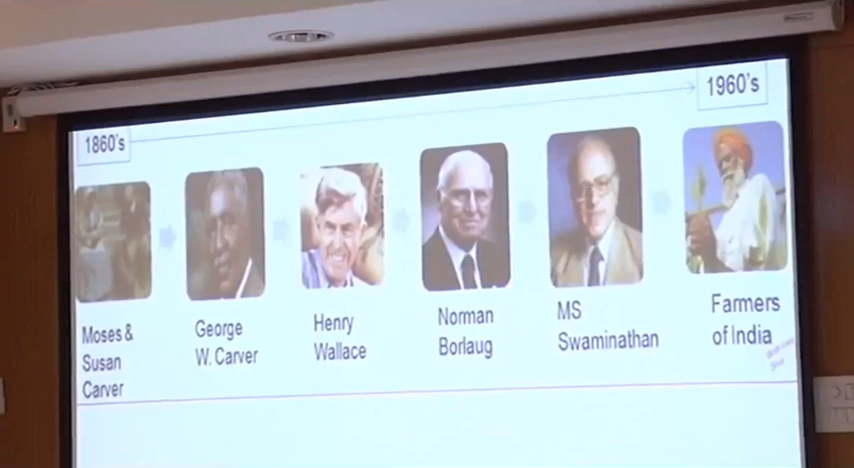 1860's
1960's
Moses &
Susan
Carver
George
W. Carver
Henry
Wallace
Norman
Borlaug
MS
Swaminathan
Farmers
of India